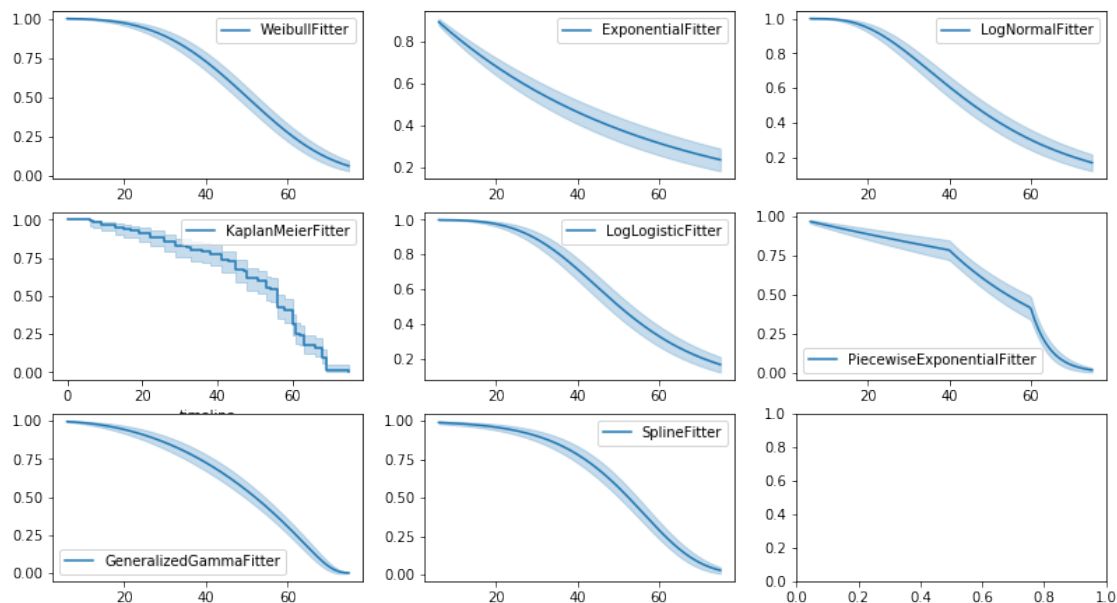 WeibullFitter
1.00
0.75
0.50
0.25
0.00
20 40 60
ExponentialFitter
0.8
0.6
0.4
0.2
20 40 60
LogNormalFitter
1.0
0.8
0.6
0.4
0.2
20 40 60
KaplanMeierFitter
1.00
0.75
0.50
0.25
0.00
0 20 40 60
timeline
LogLogisticFitter
1.0
0.8
0.6
0.4
0.2
20 40 60
1.00
0.75
0.50
0.25
0.00
PiecewiseExponentialFitter
20 40 60
1.00
0.75
0.50
0.25
0.00
GeneralizedGammaFitter
20 40 60
SplineFitter
1.00
0.75
0.50
0.25
0.00
20 40 60
1.0
0.8
0.6
0.4
0.2
0.0
0.0 0.2 0.4 0.6 0.8 1.0